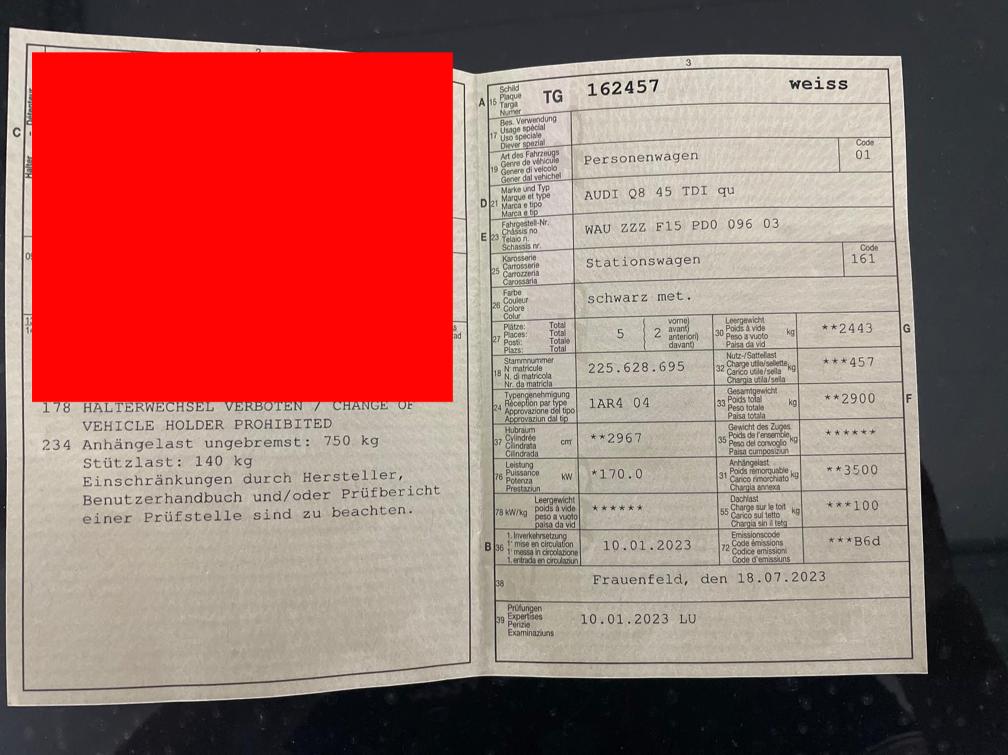 2
C
Halter
178 HALTERWECHSEL VERBOTEN / CHANGE OF
VEHICLE HOLDER PROHIBITED
234 Anhängelast ungebremst: 750 kg
Stützlast: 140 kg
Einschränkungen durch Hersteller,
Benutzerhandbuch und/oder Prüfbericht
einer Prüfstelle sind zu beachten.
3
A 15 Schild
Plaque
Targa
Numer
TG 162457 weiss
17 Bes. Verwendung
Usage spécial
Uso speciale
Diever spezial
19 Art des Fahrzeugs
Genre de véhicule
Genere di veicolo
Gener dal vehichel
Personenwagen
Code
01
D 21 Marke und Typ
Marque et type
Marca e tipo
Marca e tip
AUDI Q8 45 TDI qu
E 23 Fahrgestell-Nr.
Châssis no
Telaio n.
Schassis nr.
WAU ZZZ F15 PD0 096 03
25 Karosserie
Carrosserie
Carrozzeria
Carossaria
Stationswagen
Code
161
26 Farbe
Couleur
Colore
Colur
schwarz met.
27 Plätze: Total
Places: Total
Posti: Totale
Plazs: Total
5 2
vorne)
avant)
anteriori)
davant)
30 Leergewicht
Poids à vide
Peso a vuoto
Paisa da vid
kg
**2443
G
18 Stammnummer
N matricule
N. di matricola
Nr. da matricla
225.628.695
32 Nutz-/Sattellast
Charge utile/sellette
Carico utile/sella
Chargia utila/sella
kg
***457
24 Typengenehmigung
Réception par type
Approvazione del tipo
Approvaziun dal tip
1AR4 04
33 Gesamtgewicht
Poids total
Peso totale
Paisa totala
kg
**2900
F
37 Hubraum
Cylindrée
Cilindrata
Cilindrada
cm³
**2967
35 Gewicht des Zuges
Poids de l'ensemble
Peso del convoglio
Paisa cumposiziun
kg
******
76 Leistung
Puissance
Potenza
Prestaziun
kW
*170.0
31 Anhängelast
Poids remorquable
Carico rimorchiato
Chargia annexa
kg
**3500
78 kW/kg
Leergewicht
poids à vide
peso a vuoto
paisa da vid
******
55 Dachlast
Charge sur le toit
Carico sul tetto
Chargia sin il tetg
kg
***100
B 36 1. Inverkehrsetzung
1re mise en circulation
1a messa in circolazione
1. entrada en circulaziun
10.01.2023
72 Emissionscode
Code émissions
Codice emissioni
Code d'emissiuns
***B6d
38
Frauenfeld, den 18.07.2023
39 Prüfungen
Expertises
Perizie
Examinaziuns
10.01.2023 LU